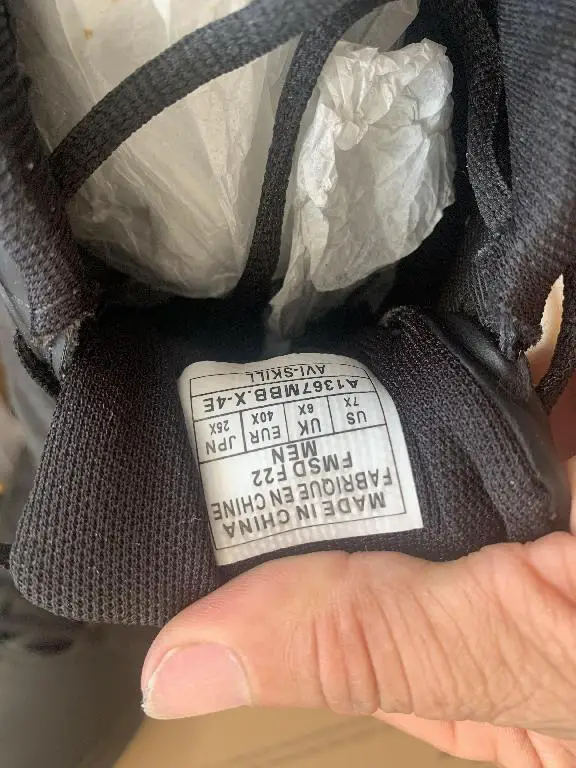 AVI-SKILL
A1367MBB.X-4E
US UK EUR JPN
7X 6X 40X 25X
MEN
FMSD F22
FABRIQUE EN CHINE
MADE IN CHINA